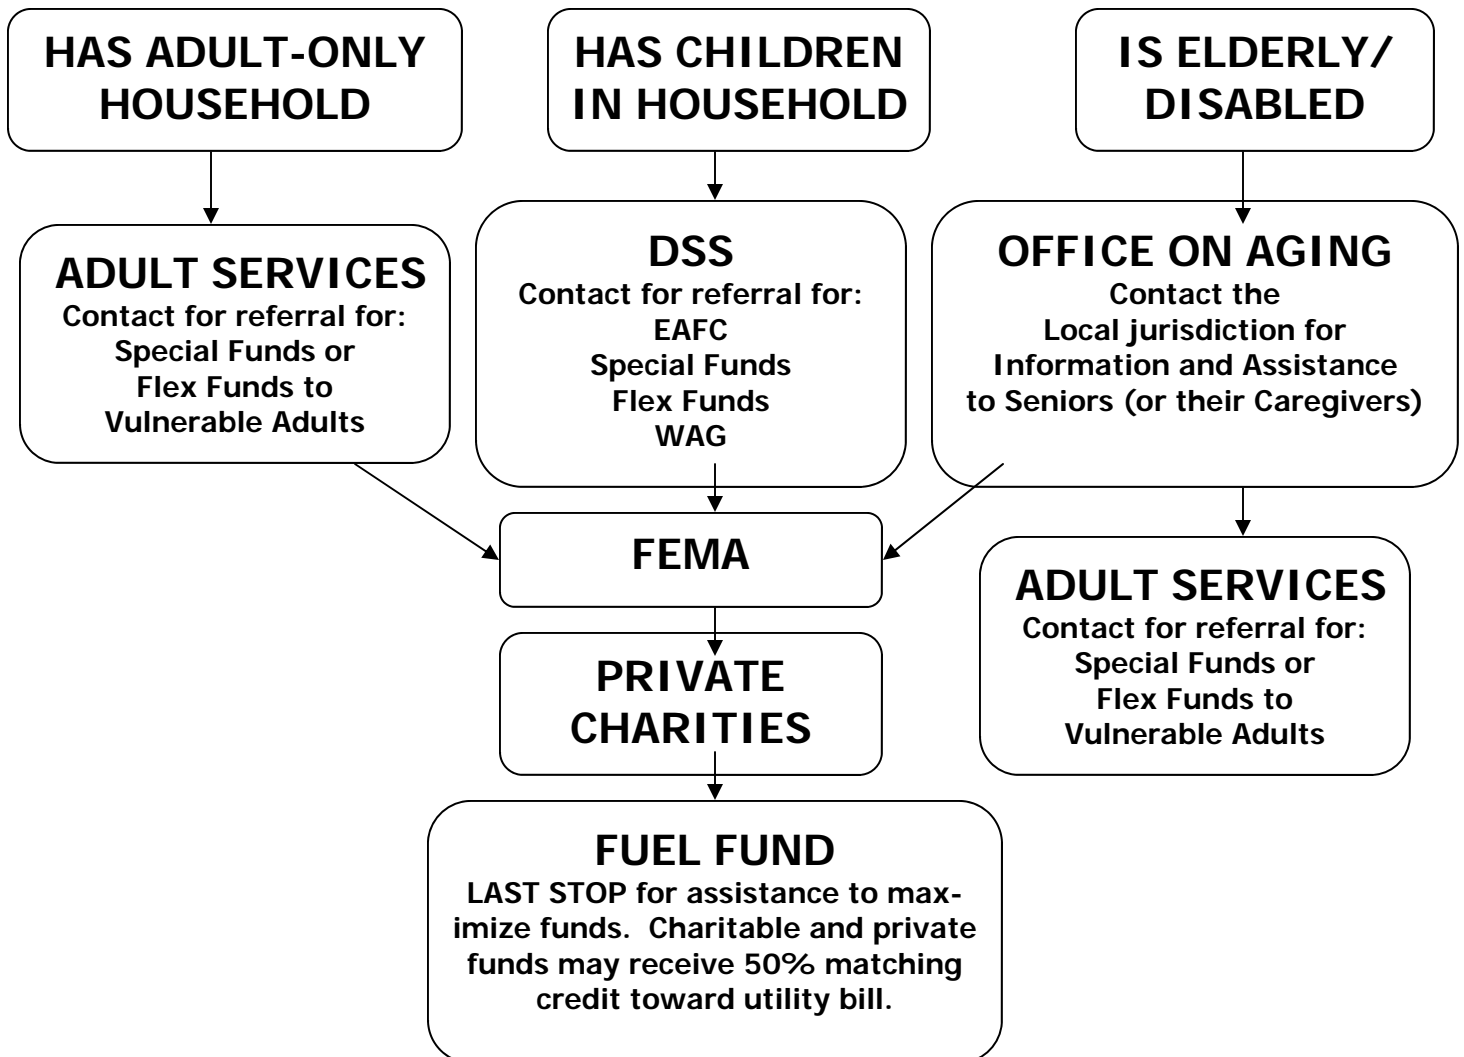 HAS ADULT-ONLY
HOUSEHOLD
HAS CHILDREN
IN HOUSEHOLD
IS ELDERLY/
DISABLED
ADULT SERVICES
Contact for referral for:
Special Funds or
Flex Funds to
Vulnerable Adults
DSS
Contact for referral for:
EAFC
Special Funds
Flex Funds
WAG
OFFICE ON AGING
Contact the
Local jurisdiction for
Information and Assistance
to Seniors (or their Caregivers)
FEMA
ADULT SERVICES
Contact for referral for:
Special Funds or
Flex Funds to
Vulnerable Adults
PRIVATE
CHARITIES
FUEL FUND
LAST STOP for assistance to max-
imize funds.  Charitable and private
funds may receive 50% matching
credit toward utility bill.